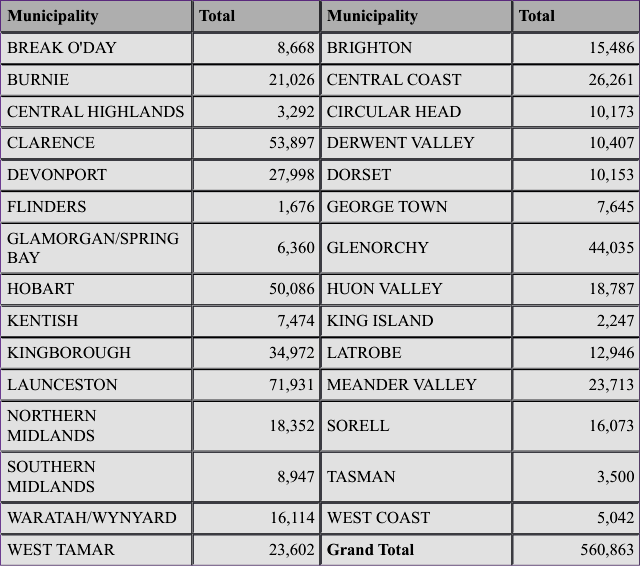 Municipality Total Municipality Total
BREAK O'DAY 8,668 BRIGHTON 15,486
BURNIE 21,026 CENTRAL COAST 26,261
CENTRAL HIGHLANDS 3,292 CIRCULAR HEAD 10,173
CLARENCE 53,897 DERWENT VALLEY 10,407
DEVONPORT 27,998 DORSET 10,153
FLINDERS 1,676 GEORGE TOWN 7,645
GLAMORGAN/SPRING
BAY 6,360 GLENORCHY 44,035
HOBART 50,086 HUON VALLEY 18,787
KENTISH 7,474 KING ISLAND 2,247
KINGBOROUGH 34,972 LATROBE 12,946
LAUNCESTON 71,931 MEANDER VALLEY 23,713
NORTHERN
MIDLANDS 18,352 SORELL 16,073
SOUTHERN
MIDLANDS 8,947 TASMAN 3,500
WARATAH/WYNYARD 16,114 WEST COAST 5,042
WEST TAMAR 23,602 Grand Total 560,863